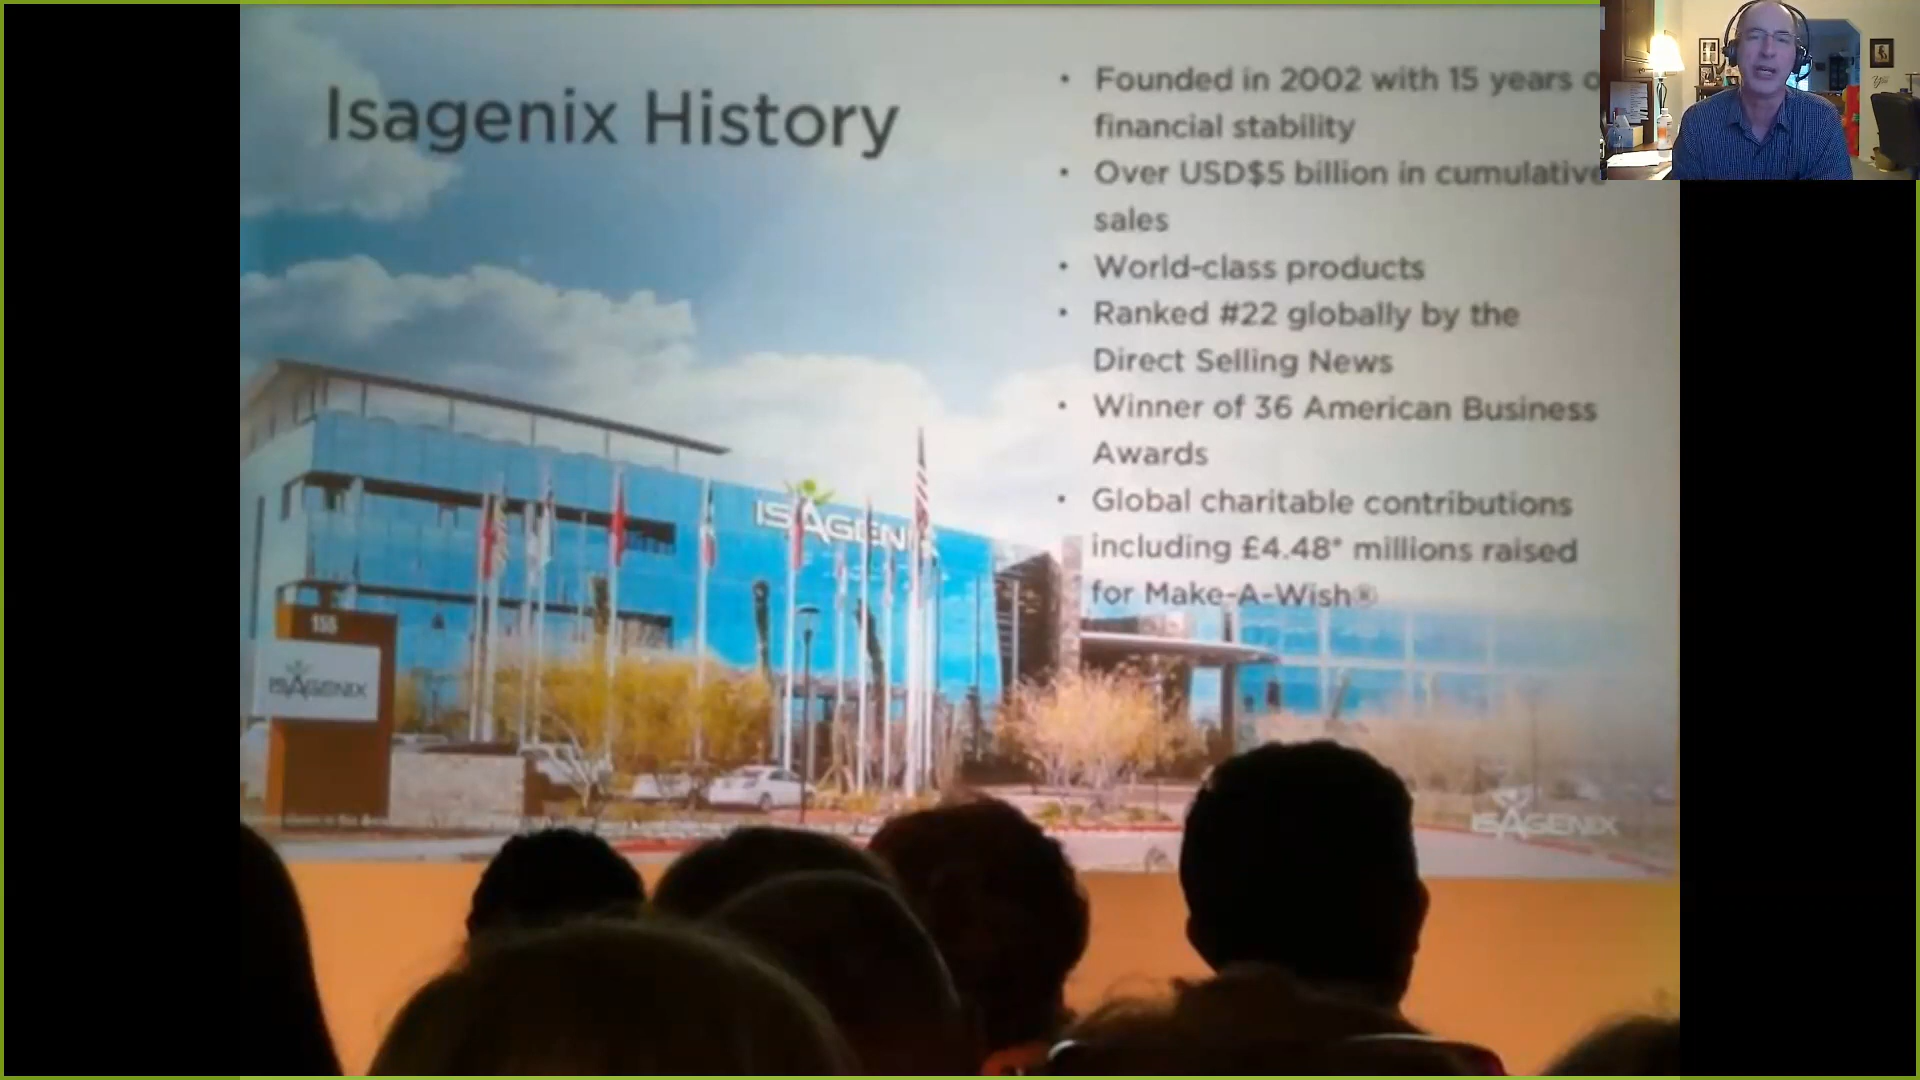 Isagenix History
• Founded in 2002 with 15 years o
financial stability
• Over USD$5 billion in cumulative
sales
• World-class products
• Ranked #22 globally by the
Direct Selling News
• Winner of 36 American Business
Awards
• Global charitable contributions
including £4.48* millions raised
for Make-A-Wish®
ISAGENIX
155
ISAGENIX
ISAGENIX